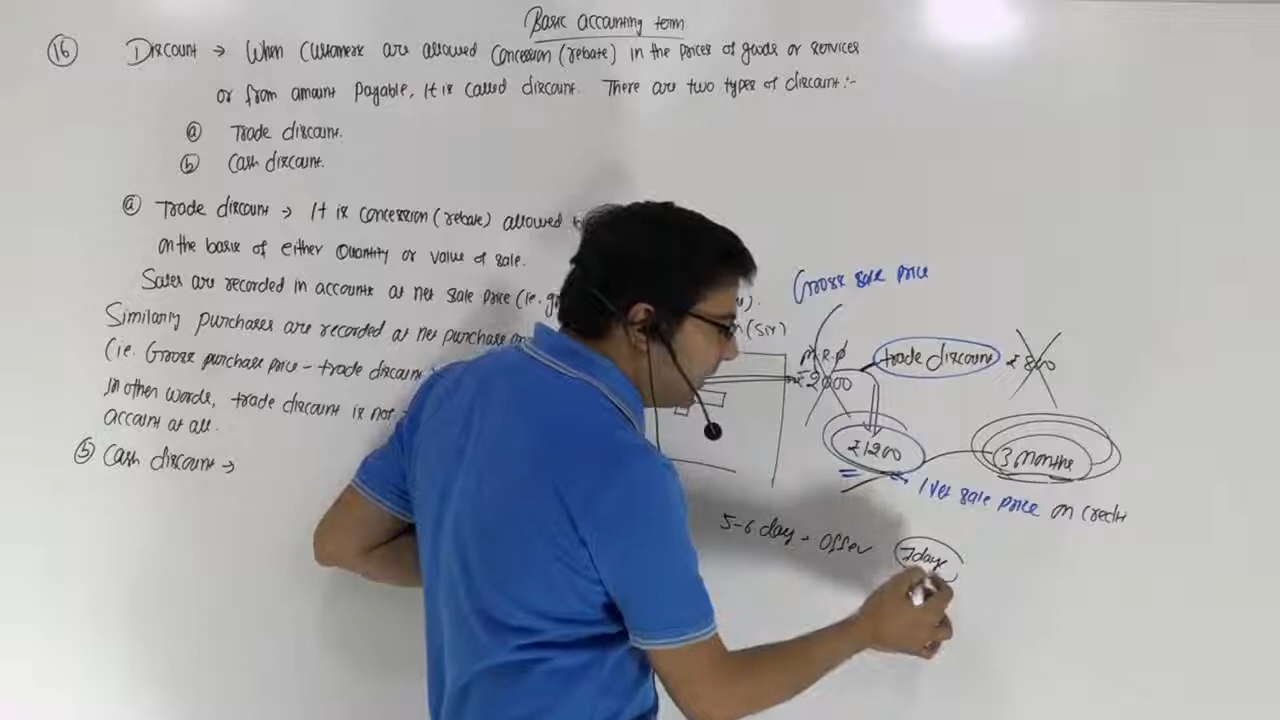 Basic accounting term
16 Discount → When customers are allowed concession (rebate) in the prices of goods or services
or from amount payable, It is called discount. There are two types of discount:-
a Trade discount.
b Cash discount.
a Trade discount → It is concession (rebate) allowed
on the basis of either Quantity or value of sale.
Sales are recorded in accounts at net sale price (ie.
Similarly purchases are recorded at net purchase
(ie. Gross purchase price - trade discount
In other words, trade discount is not
account at all.
b Cash discount →
Gross sale price
(sir)
M.R.P
₹2000
trade discount
₹800
₹1200
3 months
Net sale price on credit
5-6 day → offer
7 days